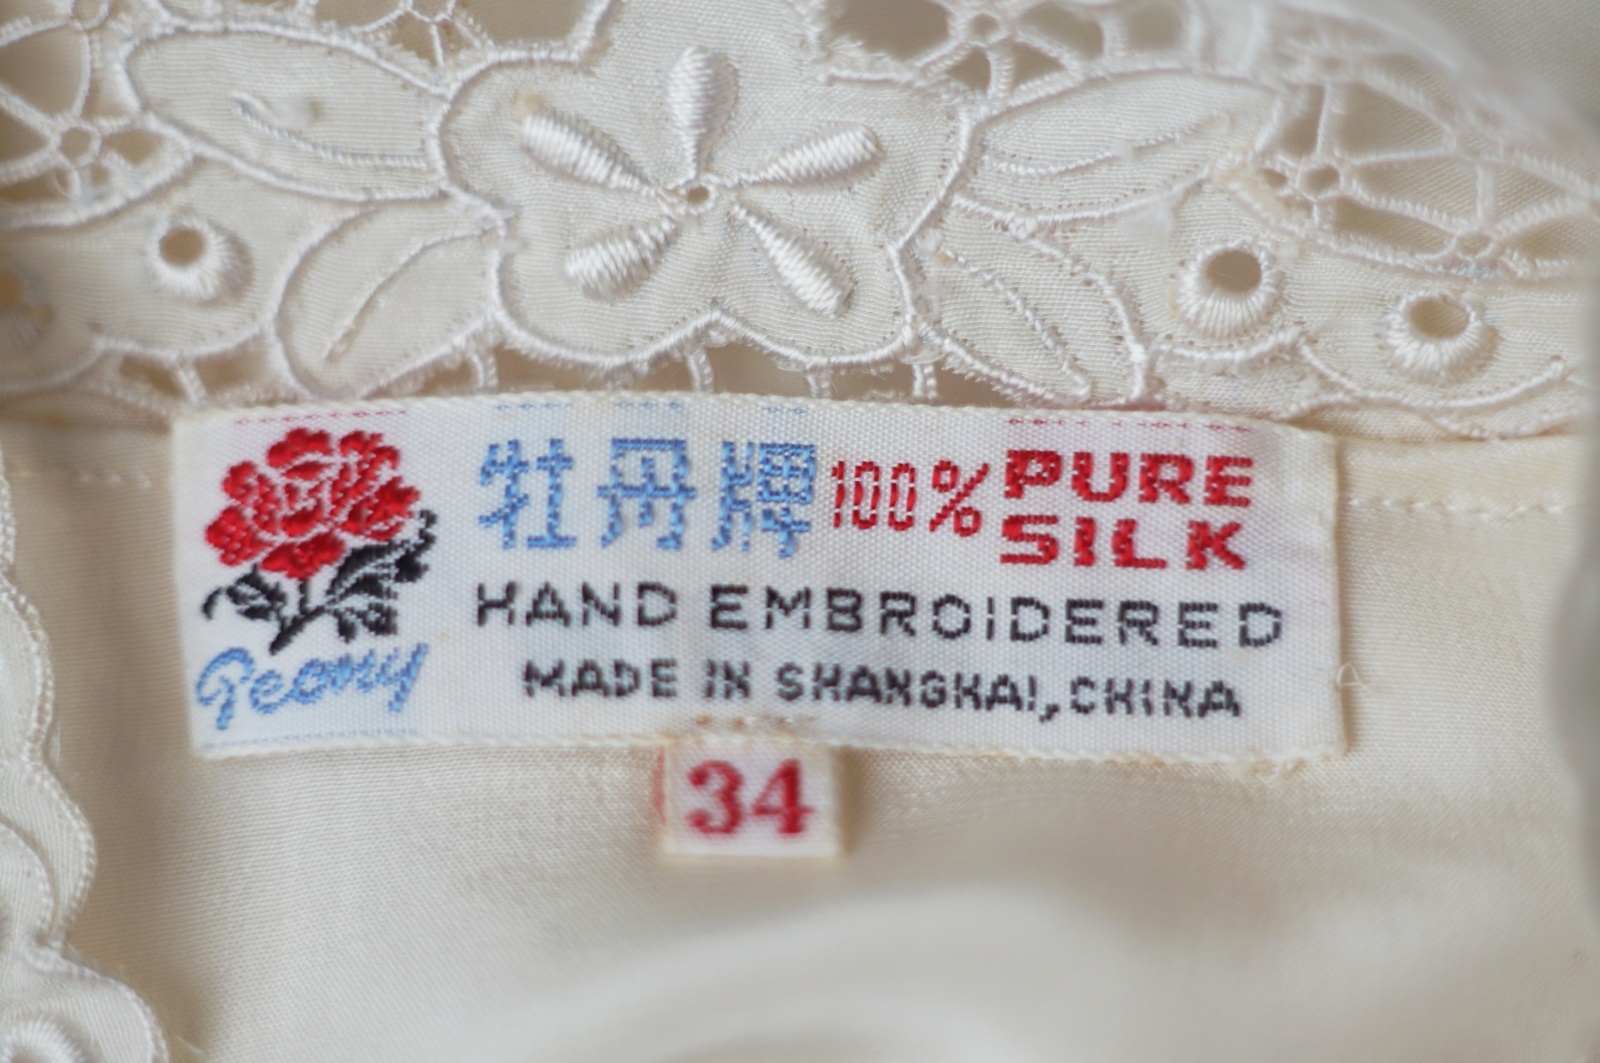 牡丹牌 100% PURE SILK
HAND EMBROIDERED
MADE IN SHANGHAI, CHINA
Peony
34